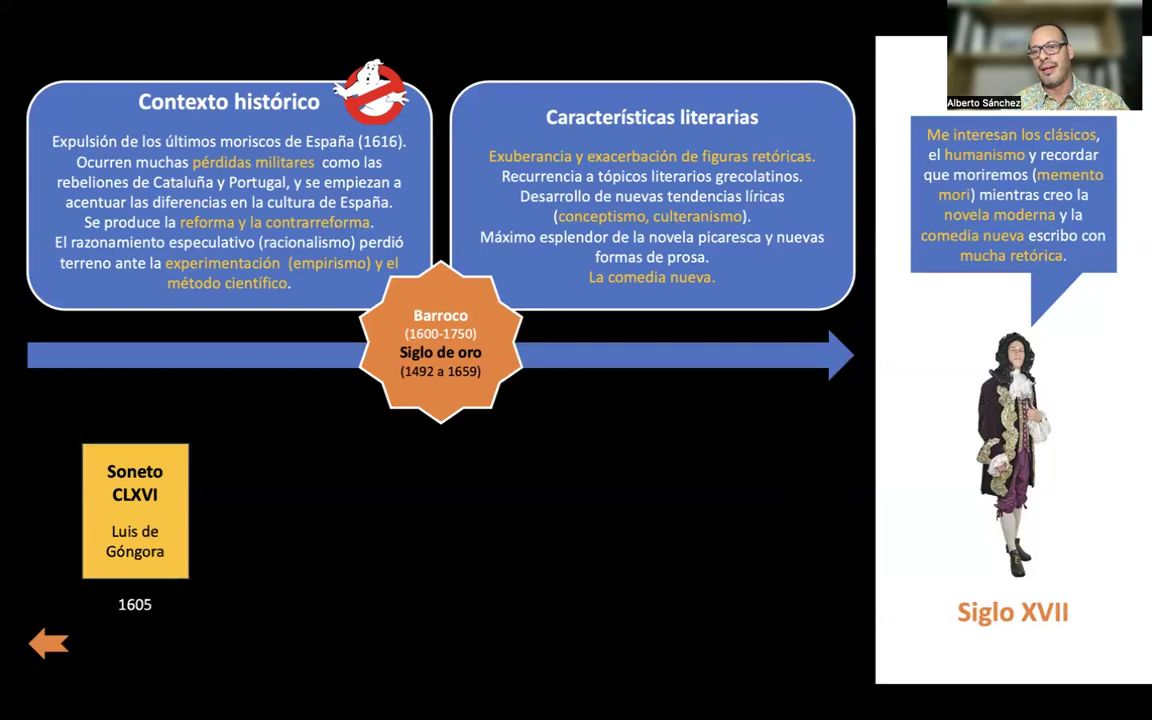 Contexto histórico
Expulsión de los últimos moriscos de España (1616).
Ocurren muchas pérdidas militares como las
rebeliones de Cataluña y Portugal, y se empiezan a
acentuar las diferencias en la cultura de España.
Se produce la reforma y la contrarreforma.
El razonamiento especulativo (racionalismo) perdió
terreno ante la experimentación (empirismo) y el
método científico.
Características literarias
Exuberancia y exacerbación de figuras retóricas.
Recurrencia a tópicos literarios grecolatinos.
Desarrollo de nuevas tendencias líricas
(conceptismo, culteranismo).
Máximo esplendor de la novela picaresca y nuevas
formas de prosa.
La comedia nueva.
Barroco
(1600-1750)
Siglo de oro
(1492 a 1659)
Soneto
CLXVI
Luis de
Góngora
1605
Alberto Sánchez
Me interesan los clásicos,
el humanismo y recordar
que moriremos (memento
mori) mientras creo la
novela moderna y la
comedia nueva escribo con
mucha retórica.
Siglo XVII